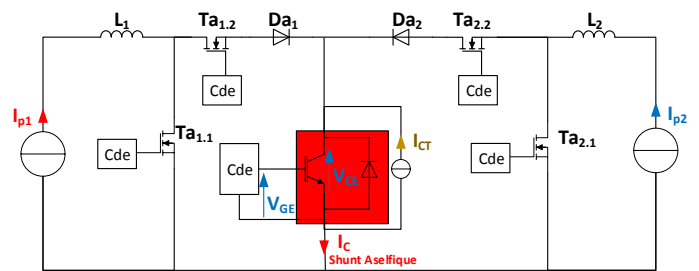 L1
Ta1.2
Da1
Da2
Ta2.2
L2
Cde
Cde
Ip1
Ta1.1
Cde
Cde
VGE
VCE
ICT
Ta2.1
Cde
Ip2
IC
Shunt Aselfique